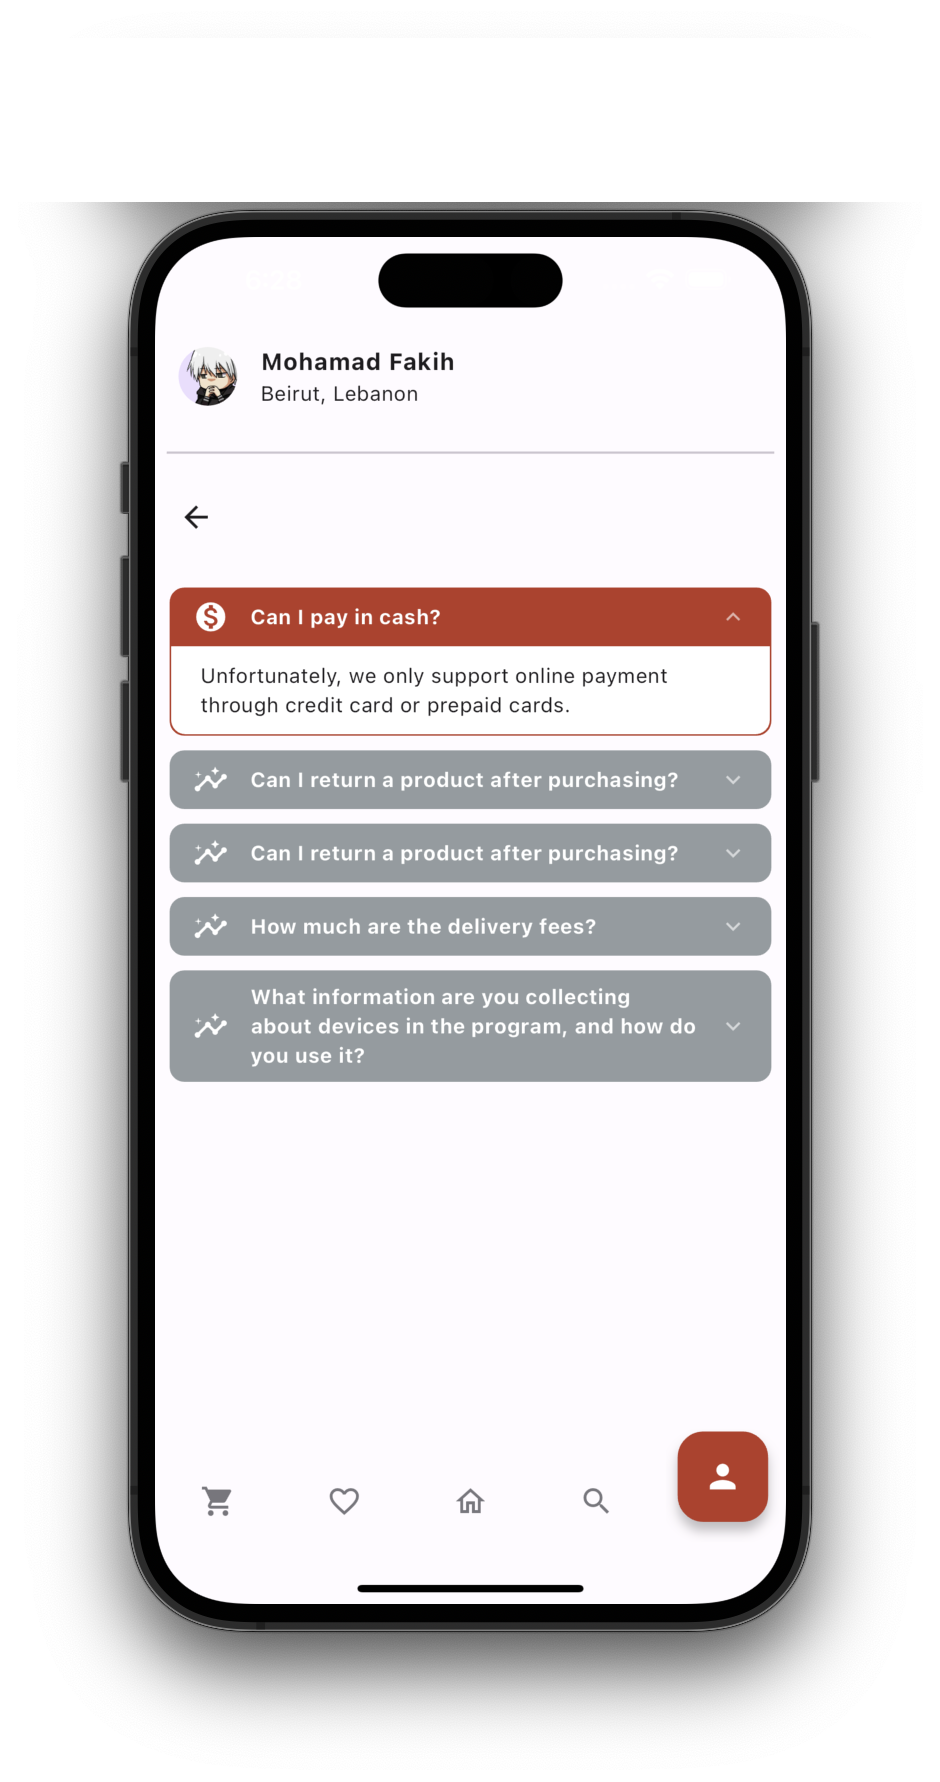 Mohamad Fakih
Beirut, Lebanon
Can I pay in cash?
Unfortunately, we only support online payment
through credit card or prepaid cards.
Can I return a product after purchasing?
Can I return a product after purchasing?
How much are the delivery fees?
What information are you collecting
about devices in the program, and how do
you use it?